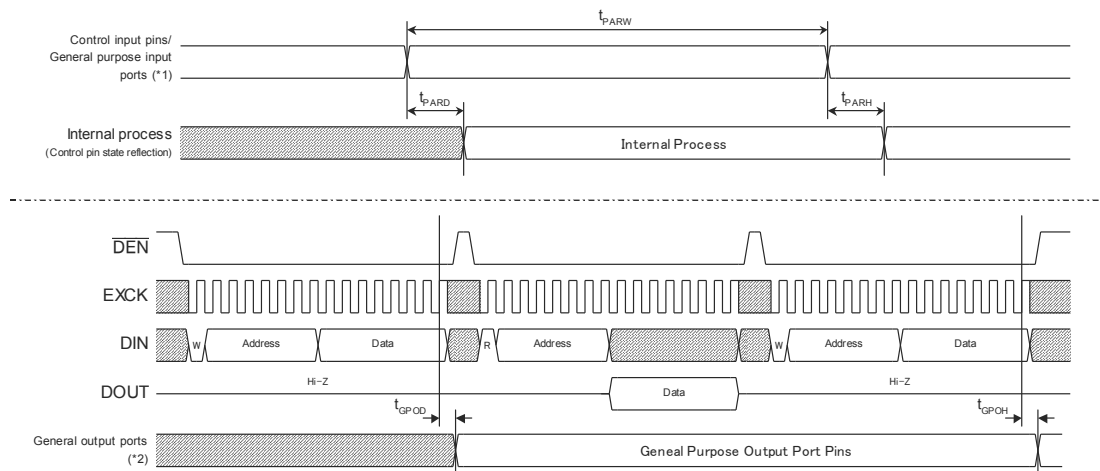 tPARW
Control input pins/
General purpose input
ports (*1)
tPARD
tPARH
Internal process
(Control pin state reflection)
Internal Process
DEN
EXCK
DIN
W
Address
Data
R
Address
W
Address
Data
DOUT
Hi-Z
Data
Hi-Z
tGPOD
tGPOH
General output ports
(*2)
Geneal Purpose Output Port Pins